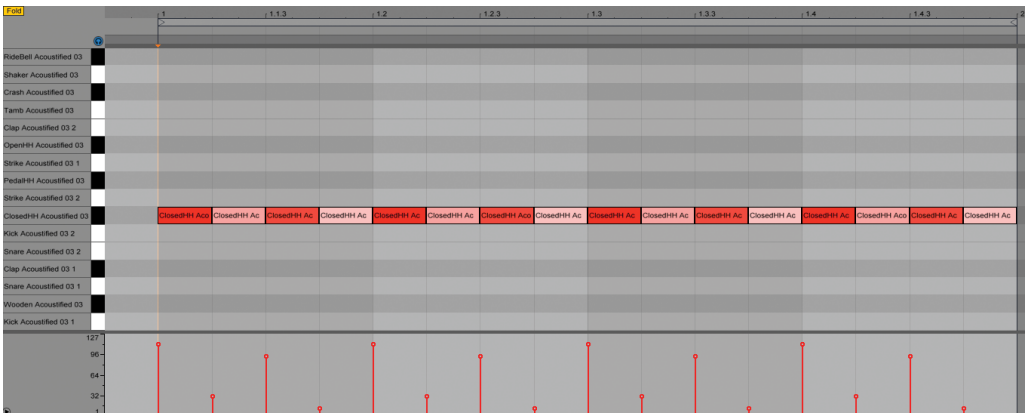 Fold
1 1.1.3 1.2 1.2.3 1.3 1.3.3 1.4 1.4.3 2
RideBell Acoustified 03
Shaker Acoustified 03
Crash Acoustified 03
Tamb Acoustified 03
Clap Acoustified 03 2
OpenHH Acoustified 03
Strike Acoustified 03 1
PedalHH Acoustified 03
Strike Acoustified 03 2
ClosedHH Acoustified 03 ClosedHH Aco ClosedHH Ac ClosedHH Ac ClosedHH Ac ClosedHH Ac ClosedHH Ac ClosedHH Aco ClosedHH Ac ClosedHH Ac ClosedHH Ac ClosedHH Ac ClosedHH Ac ClosedHH Ac ClosedHH Aco ClosedHH Ac ClosedHH Ac
Kick Acoustified 03 2
Snare Acoustified 03 2
Clap Acoustified 03 1
Snare Acoustified 03 1
Wooden Acoustified 03
Kick Acoustified 03 1
127
96
64
32
1